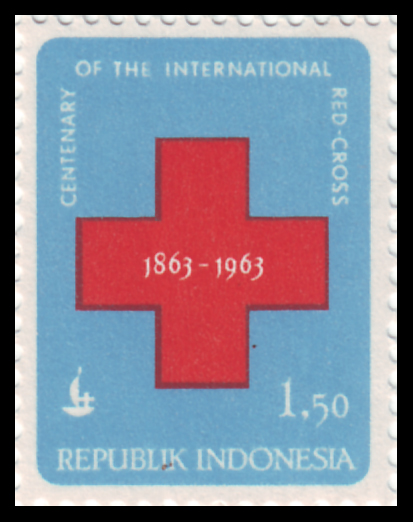 CENTENARY
OF THE INTERNATIONAL
RED-CROSS
1863-1963
1,50
REPUBLIK INDONESIA